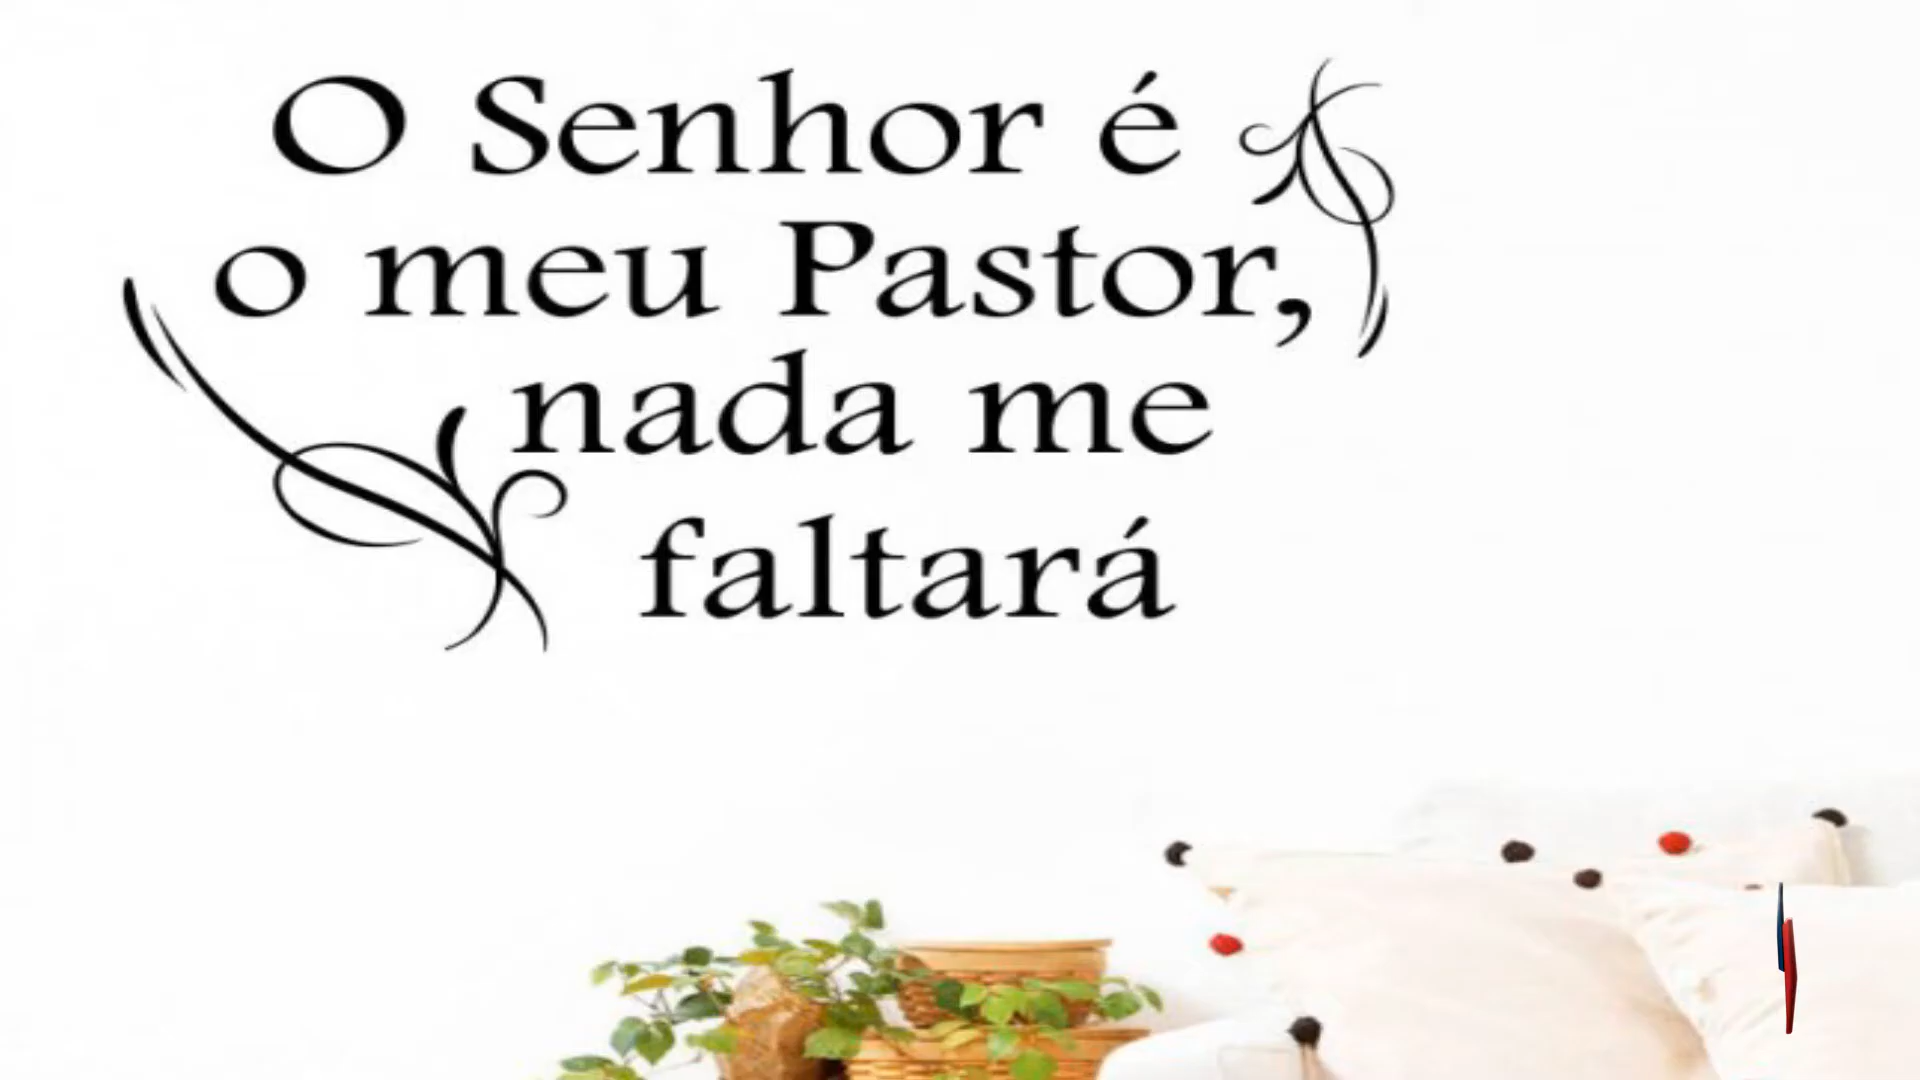 O Senhor é
o meu Pastor,
nada me
faltará